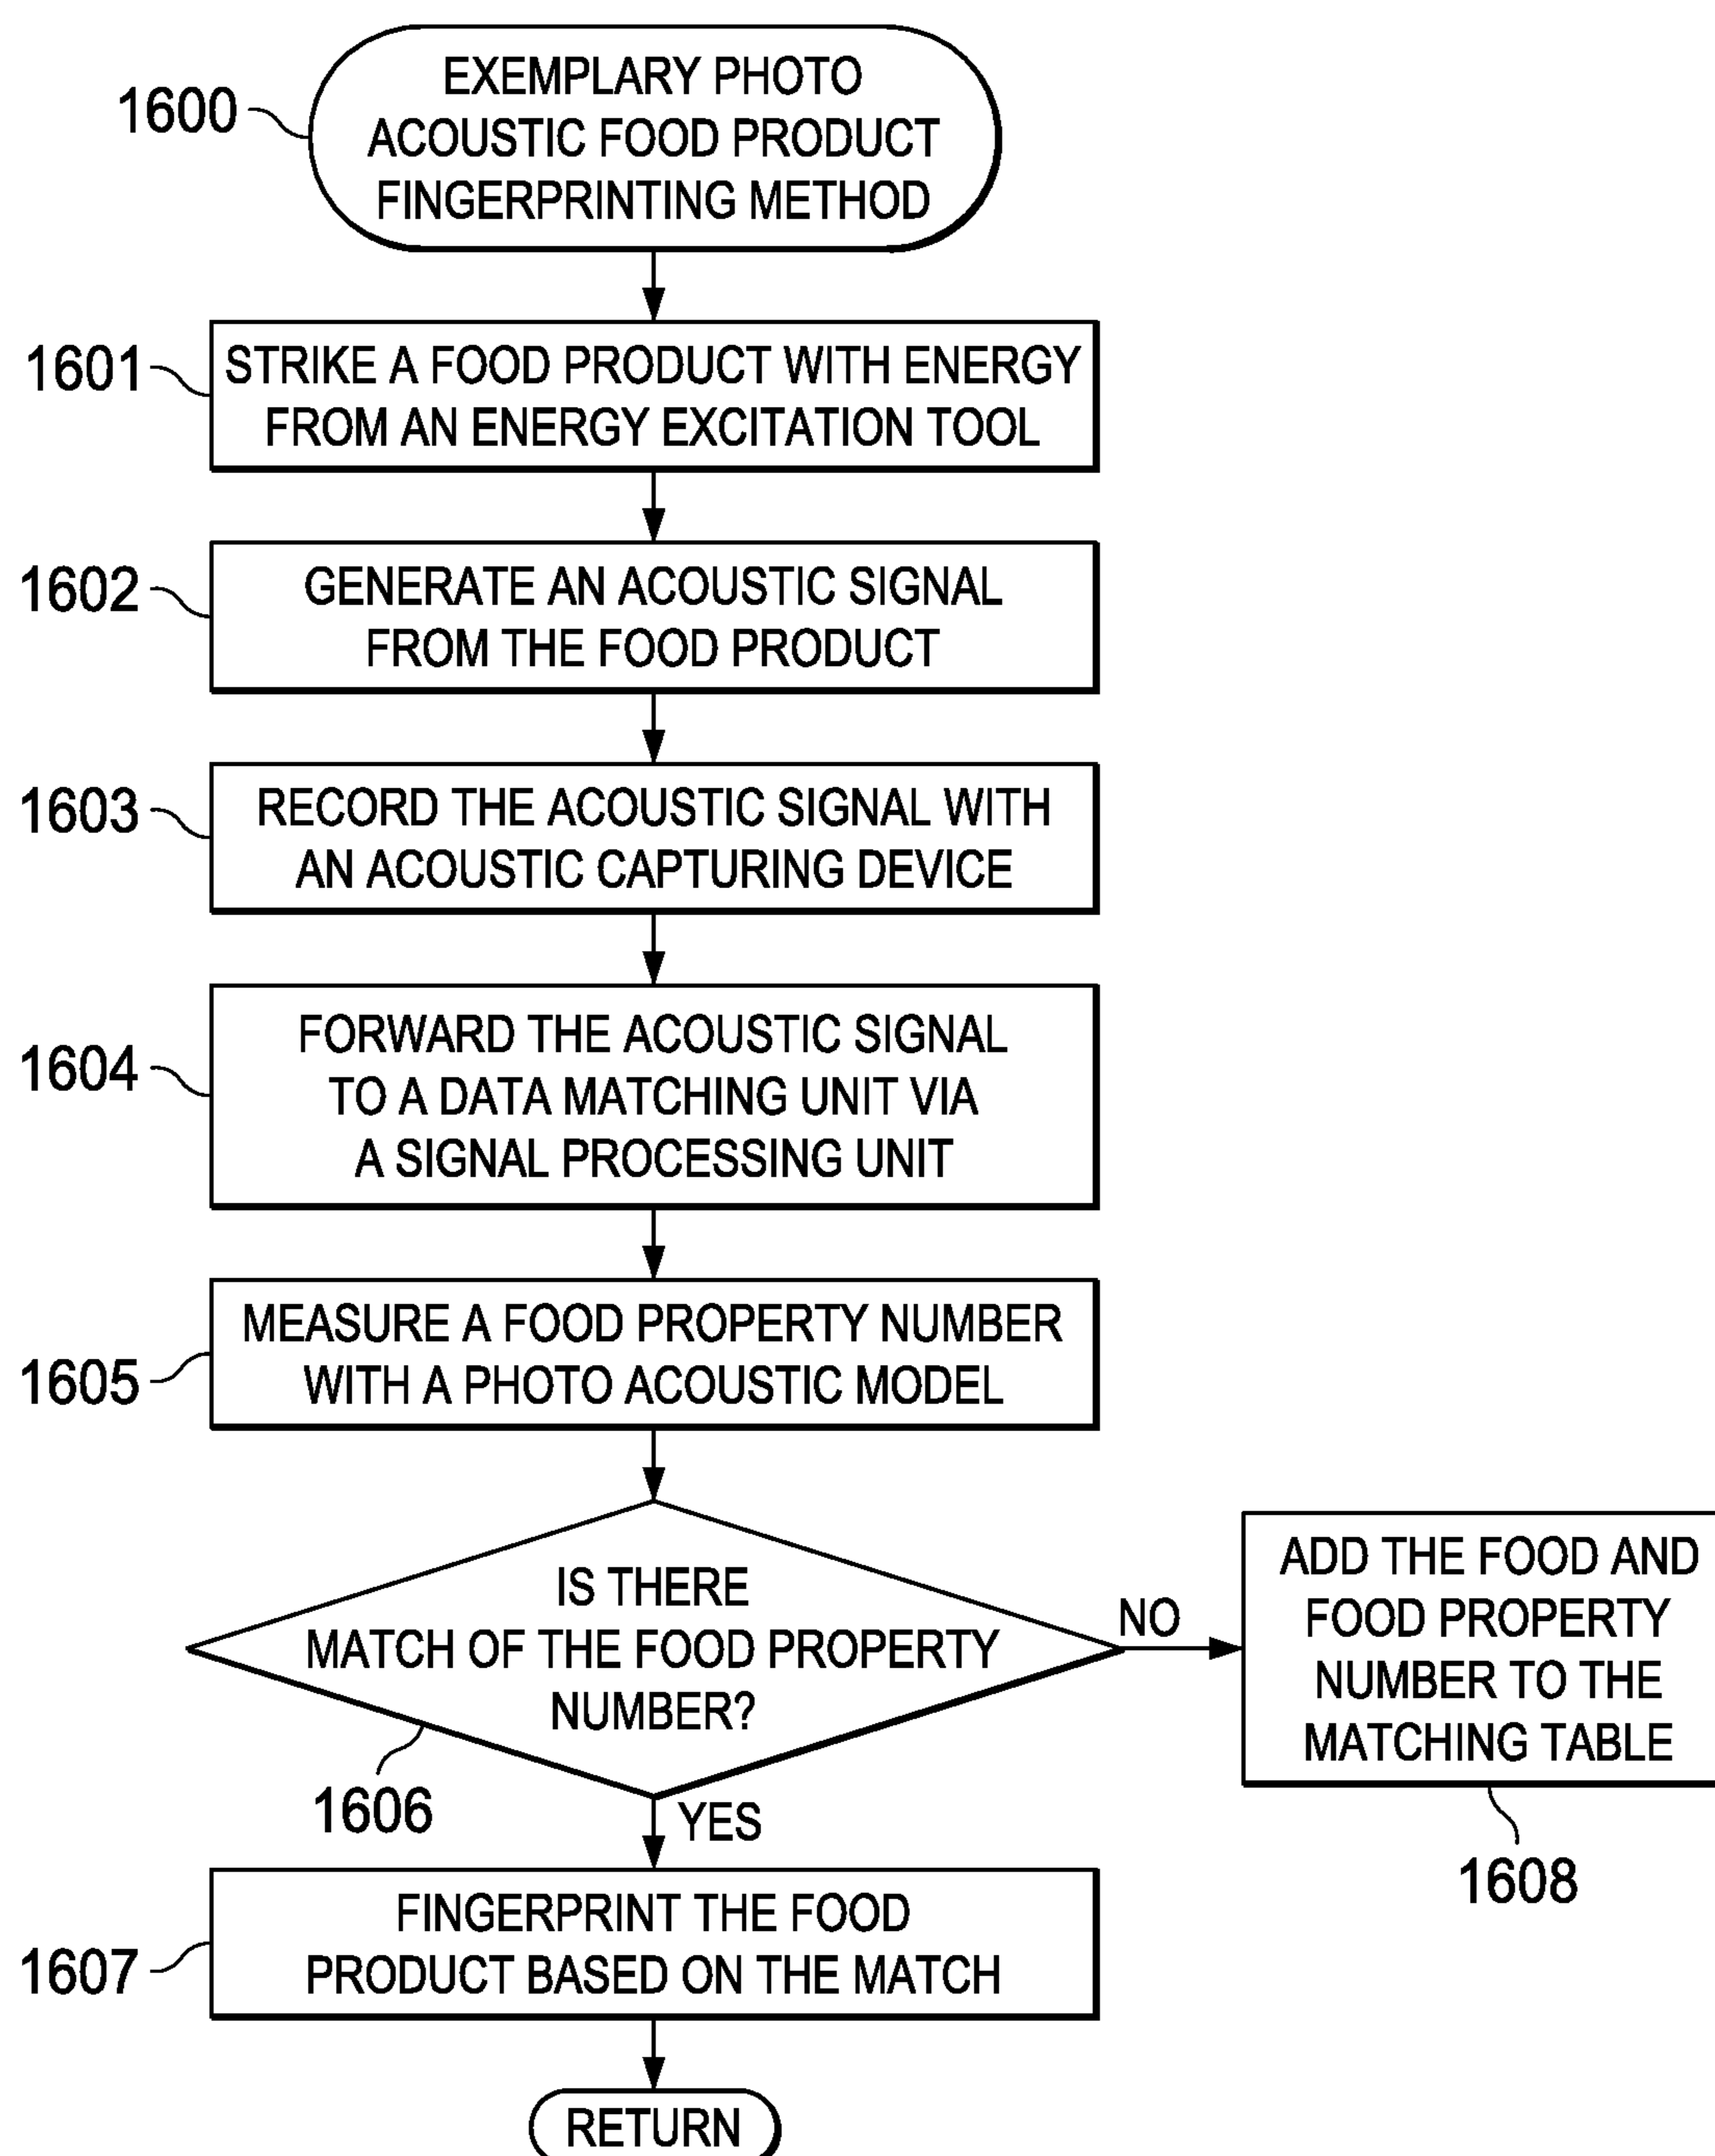 EXEMPLARY PHOTO
ACOUSTIC FOOD PRODUCT
FINGERPRINTING METHOD
1600
1601
STRIKE A FOOD PRODUCT WITH ENERGY
FROM AN ENERGY EXCITATION TOOL
1602
GENERATE AN ACOUSTIC SIGNAL
FROM THE FOOD PRODUCT
1603
RECORD THE ACOUSTIC SIGNAL WITH
AN ACOUSTIC CAPTURING DEVICE
1604
FORWARD THE ACOUSTIC SIGNAL
TO A DATA MATCHING UNIT VIA
A SIGNAL PROCESSING UNIT
1605
MEASURE A FOOD PROPERTY NUMBER
WITH A PHOTO ACOUSTIC MODEL
IS THERE
MATCH OF THE FOOD PROPERTY
NUMBER?
1606
NO
ADD THE FOOD AND
FOOD PROPERTY
NUMBER TO THE
MATCHING TABLE
1608
YES
1607
FINGERPRINT THE FOOD
PRODUCT BASED ON THE MATCH
RETURN